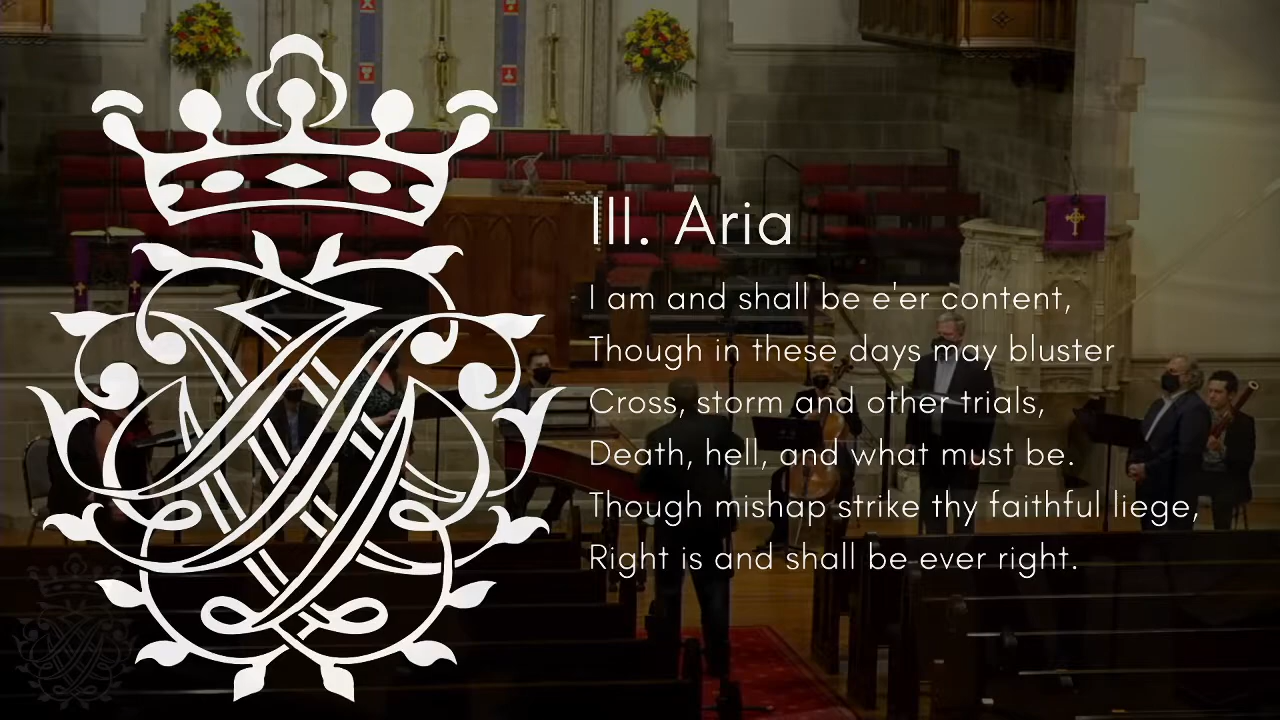 III. Aria
I am and shall be e'er content,
Though in these days may bluster
Cross, storm and other trials,
Death, hell, and what must be.
Though mishap strike thy faithful liege,
Right is and shall be ever right.